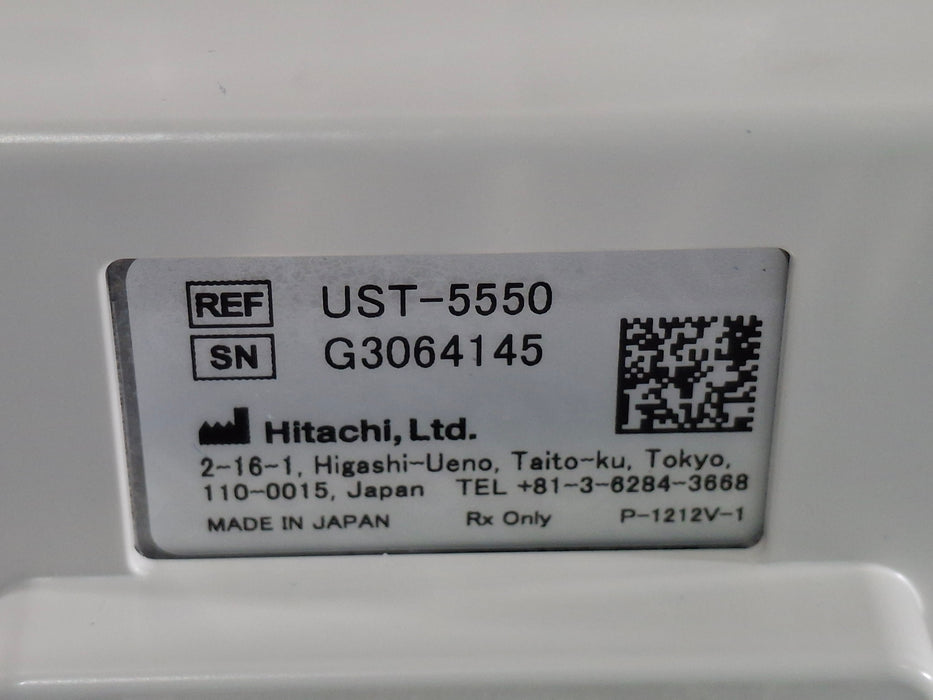 REF UST-5550
SN G3064145
Hitachi, Ltd.
2-16-1, Higashi-Ueno, Taito-ku, Tokyo,
110-0015, Japan TEL +81-3-6284-3668
MADE IN JAPAN Rx Only P-1212V-1